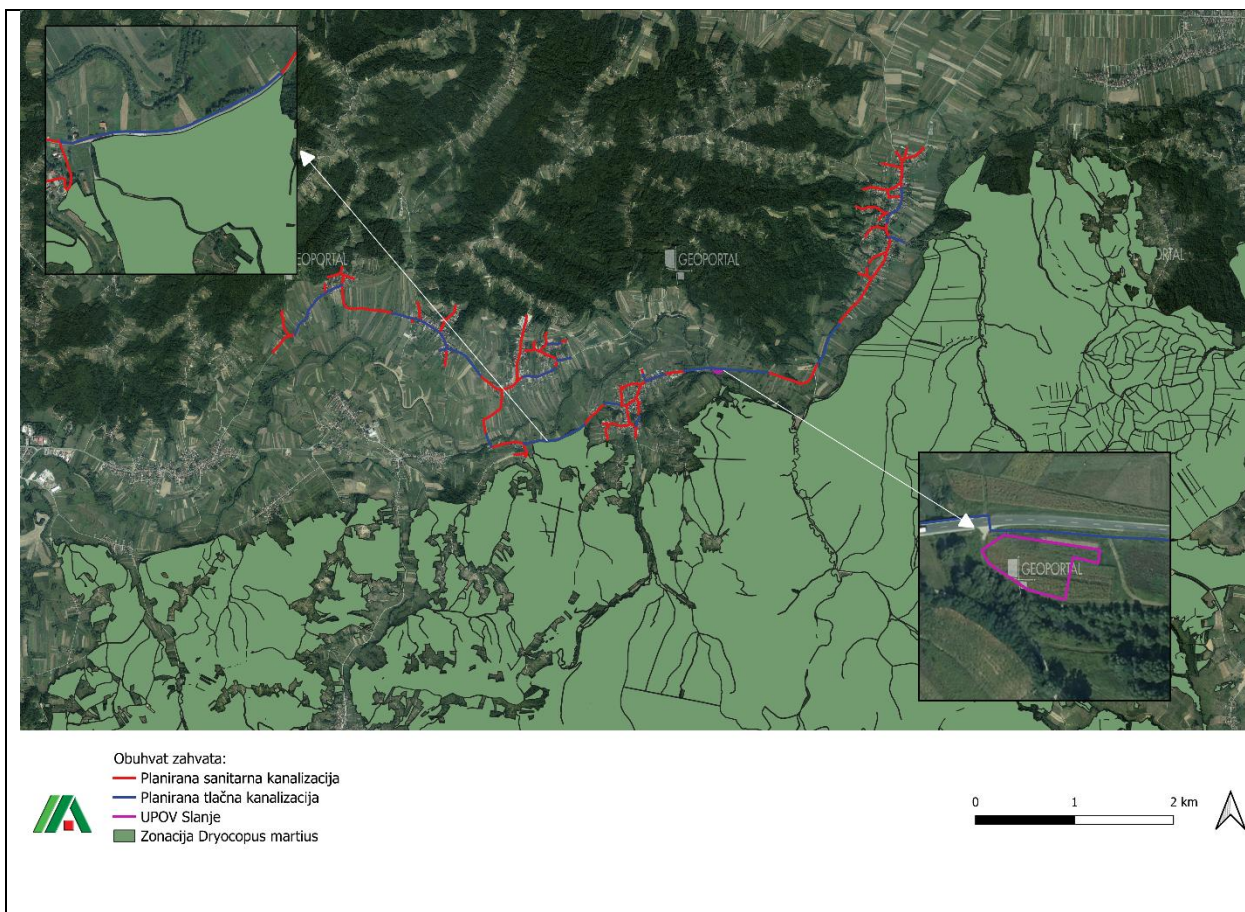 GEOPORTAL
GEOPORTAL
GEOPORTAL
Obuhvat zahvata:
Planirana sanitarna kanalizacija
Planirana tlačna kanalizacija
UPOV Slanje
Zonacija Dryocopus martius
0 1 2 km